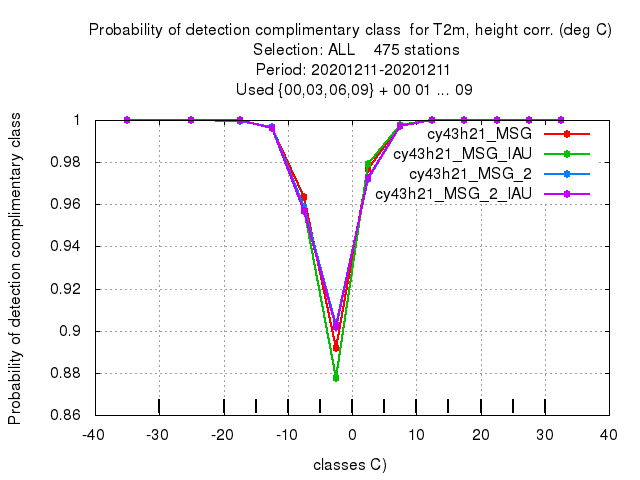 Probability of detection complimentary class  for T2m, height corr. (deg C)
Selection: ALL    475 stations
Period: 20201211-20201211
Used {00,03,06,09} + 00 01 ... 09
Probability of detection complimentary class
1
0.98
0.96
0.94
0.92
0.9
0.88
0.86
cy43h21_MSG
cy43h21_MSG_IAU
cy43h21_MSG_2
cy43h21_MSG_2_IAU
-40 -30 -20 -10 0 10 20 30 40
classes C)